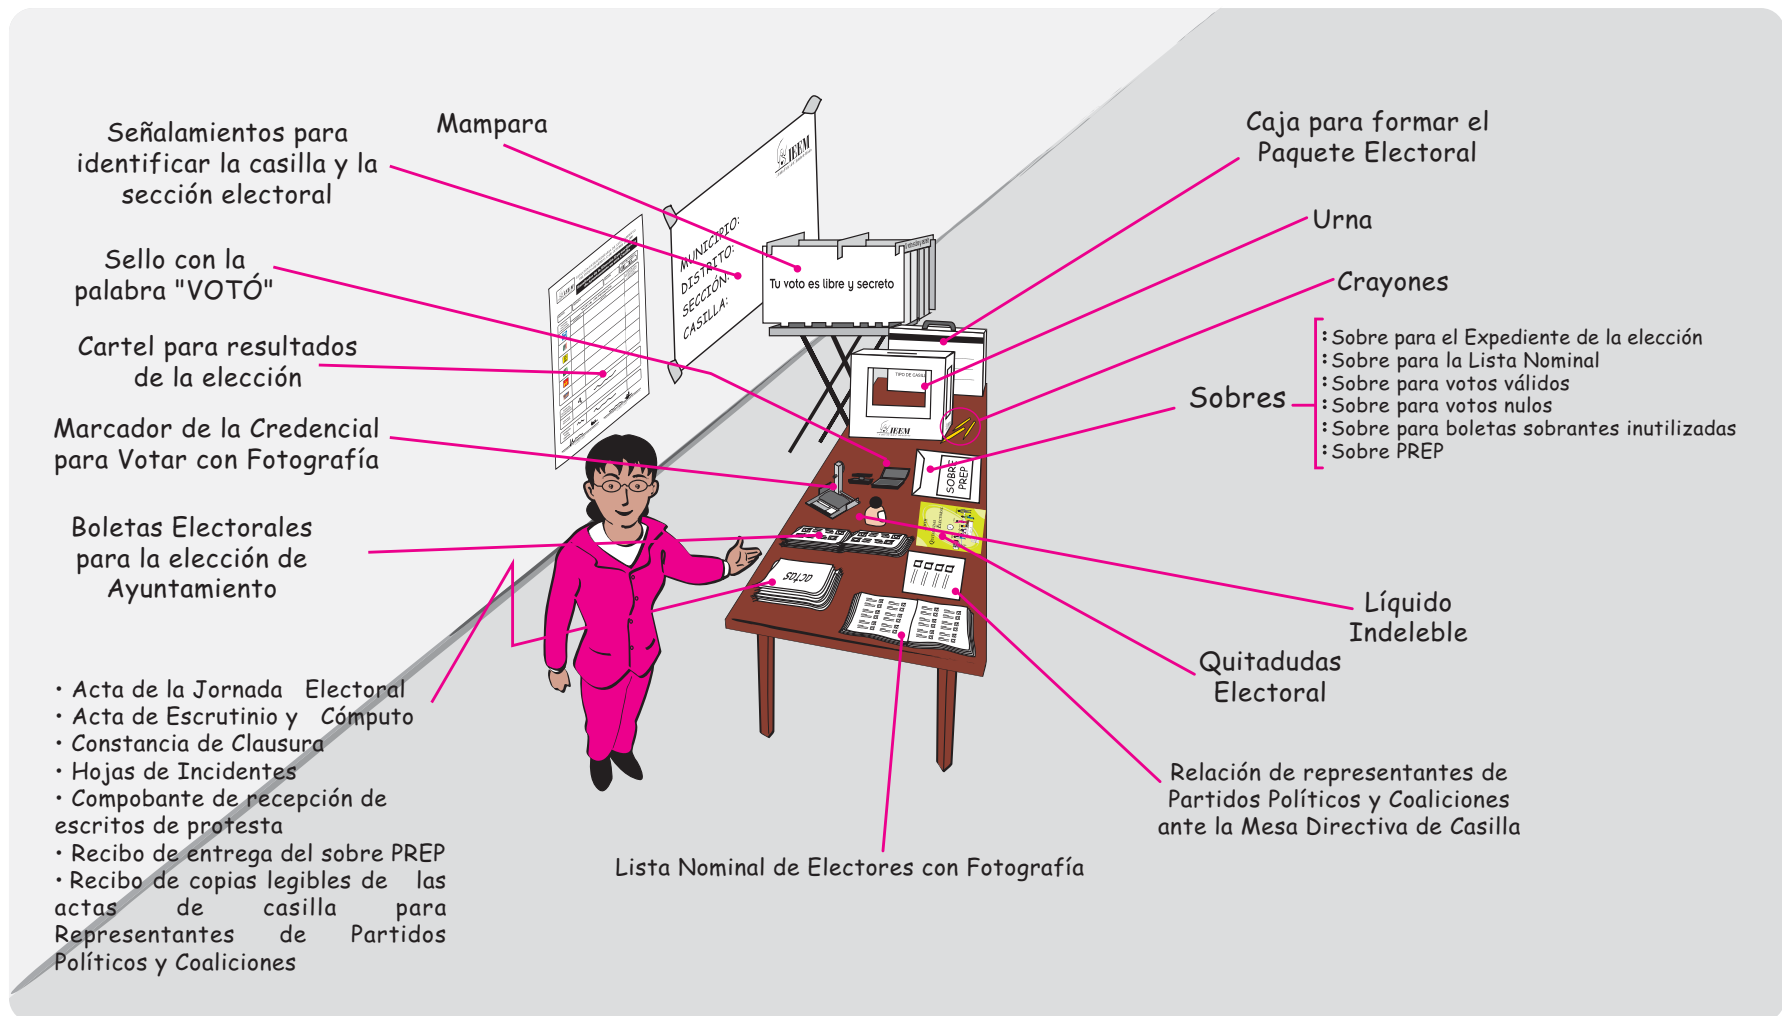 Señalamientos para
identificar la casilla y la
sección electoral
Mampara
Sello con la
palabra "VOTÓ"
Cartel para resultados
de la elección
Marcador de la Credencial
para Votar con Fotografía
Boletas Electorales
para la elección de
Ayuntamiento
• Acta de la Jornada Electoral
• Acta de Escrutinio y Cómputo
• Constancia de Clausura
• Hojas de Incidentes
• Compobante de recepción de
escritos de protesta
• Recibo de entrega del sobre PREP
• Recibo de copias legibles de las
actas de casilla para
Representantes de Partidos
Políticos y Coaliciones
IEEM
MUNICIPIO:
DISTRITO:
SECCIÓN:
CASILLA:
Tu voto es libre y secreto
TIPO DE CASILLA
IEEM
SOBRE
PREP
actas
Lista Nominal de Electores con Fotografía
Caja para formar el
Paquete Electoral
Urna
Crayones
Sobres
: Sobre para el Expediente de la elección
: Sobre para la Lista Nominal
: Sobre para votos válidos
: Sobre para votos nulos
: Sobre para boletas sobrantes inutilizadas
: Sobre PREP
Líquido
Indeleble
Quitadudas
Electoral
Relación de representantes de
Partidos Políticos y Coaliciones
ante la Mesa Directiva de Casilla